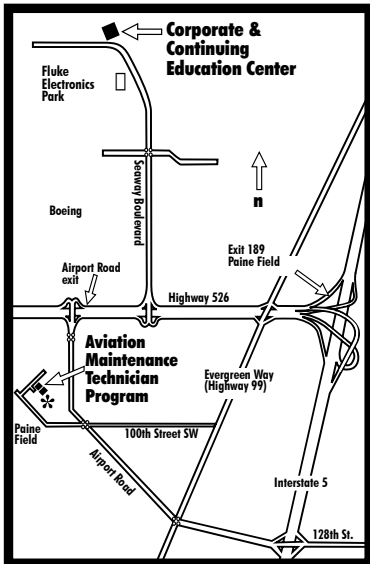 Corporate &
Continuing
Education Center
Fluke
Electronics
Park
Seaway Boulevard
n
Boeing
Exit 189
Paine Field
Airport Road
exit
Highway 526
Aviation
Maintenance
Technician
Program
Evergreen Way
(Highway 99)
Paine
Field
100th Street SW
Airport Road
Interstate 5
128th St.